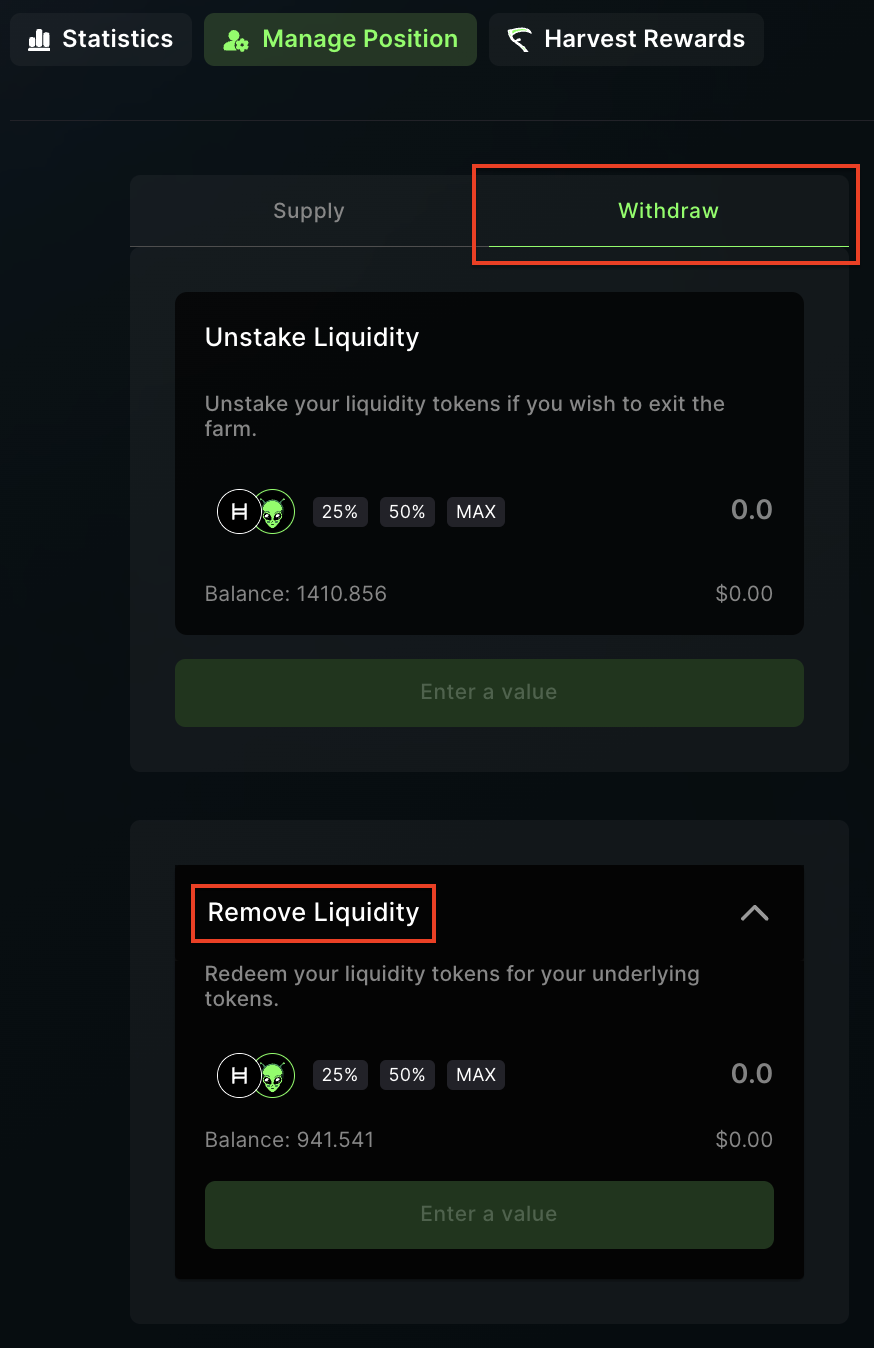 Statistics
Manage Position
Harvest Rewards
Supply
Withdraw
Unstake Liquidity
Unstake your liquidity tokens if you wish to exit the
farm.
25% 50% MAX 0.0
Balance: 1410.856 $0.00
Enter a value
Remove Liquidity
Redeem your liquidity tokens for your underlying
tokens.
25% 50% MAX 0.0
Balance: 941.541 $0.00
Enter a value